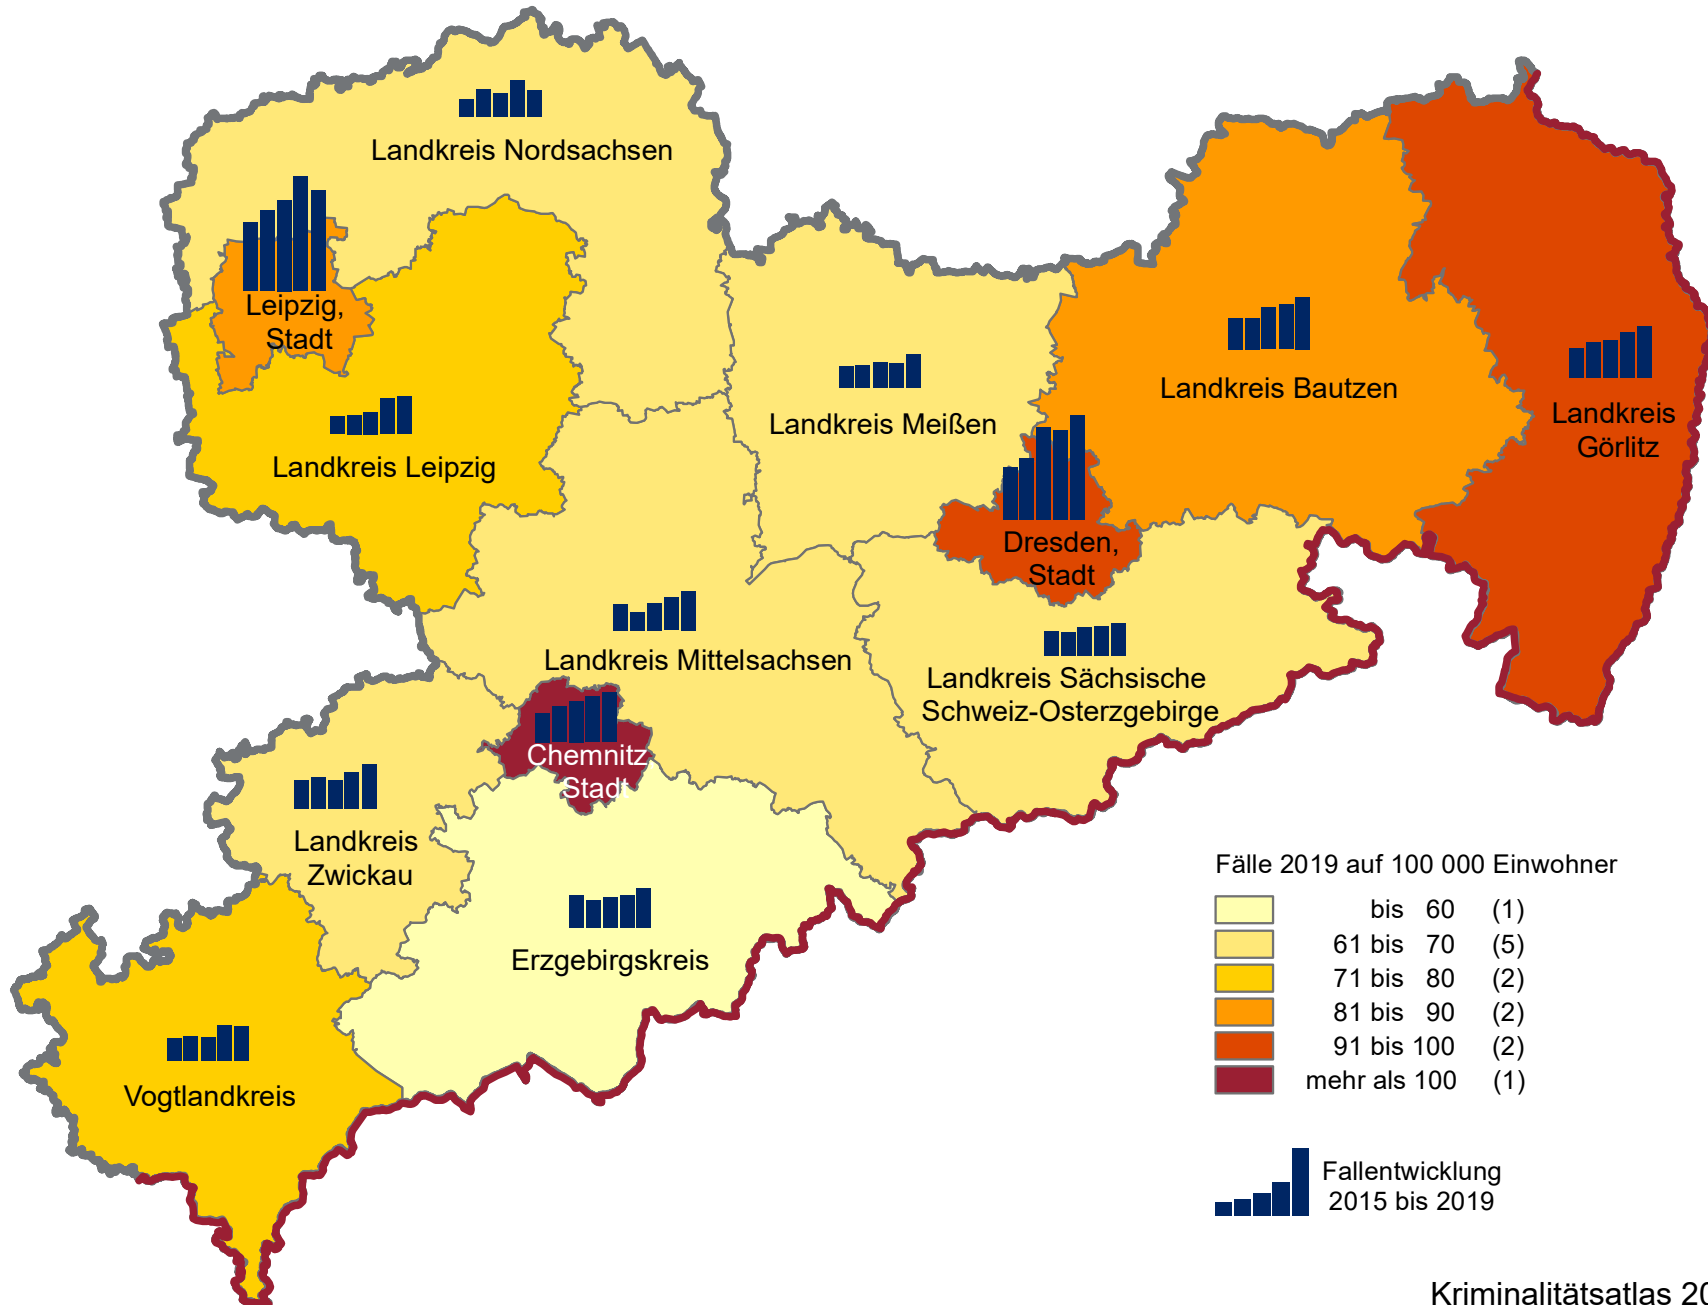 Landkreis Nordsachsen
Leipzig,
Stadt
Landkreis Leipzig
Landkreis Meißen
Landkreis Bautzen
Landkreis
Görlitz
Dresden,
Stadt
Landkreis Mittelsachsen
Landkreis Sächsische
Schweiz-Osterzgebirge
Chemnitz
Stadt
Landkreis
Zwickau
Erzgebirgskreis
Vogtlandkreis
Fälle 2019 auf 100 000 Einwohner
bis 60 (1)
61 bis 70 (5)
71 bis 80 (2)
81 bis 90 (2)
91 bis 100 (2)
mehr als 100 (1)
Fallentwicklung
2015 bis 2019
Kriminalitätsatlas 20